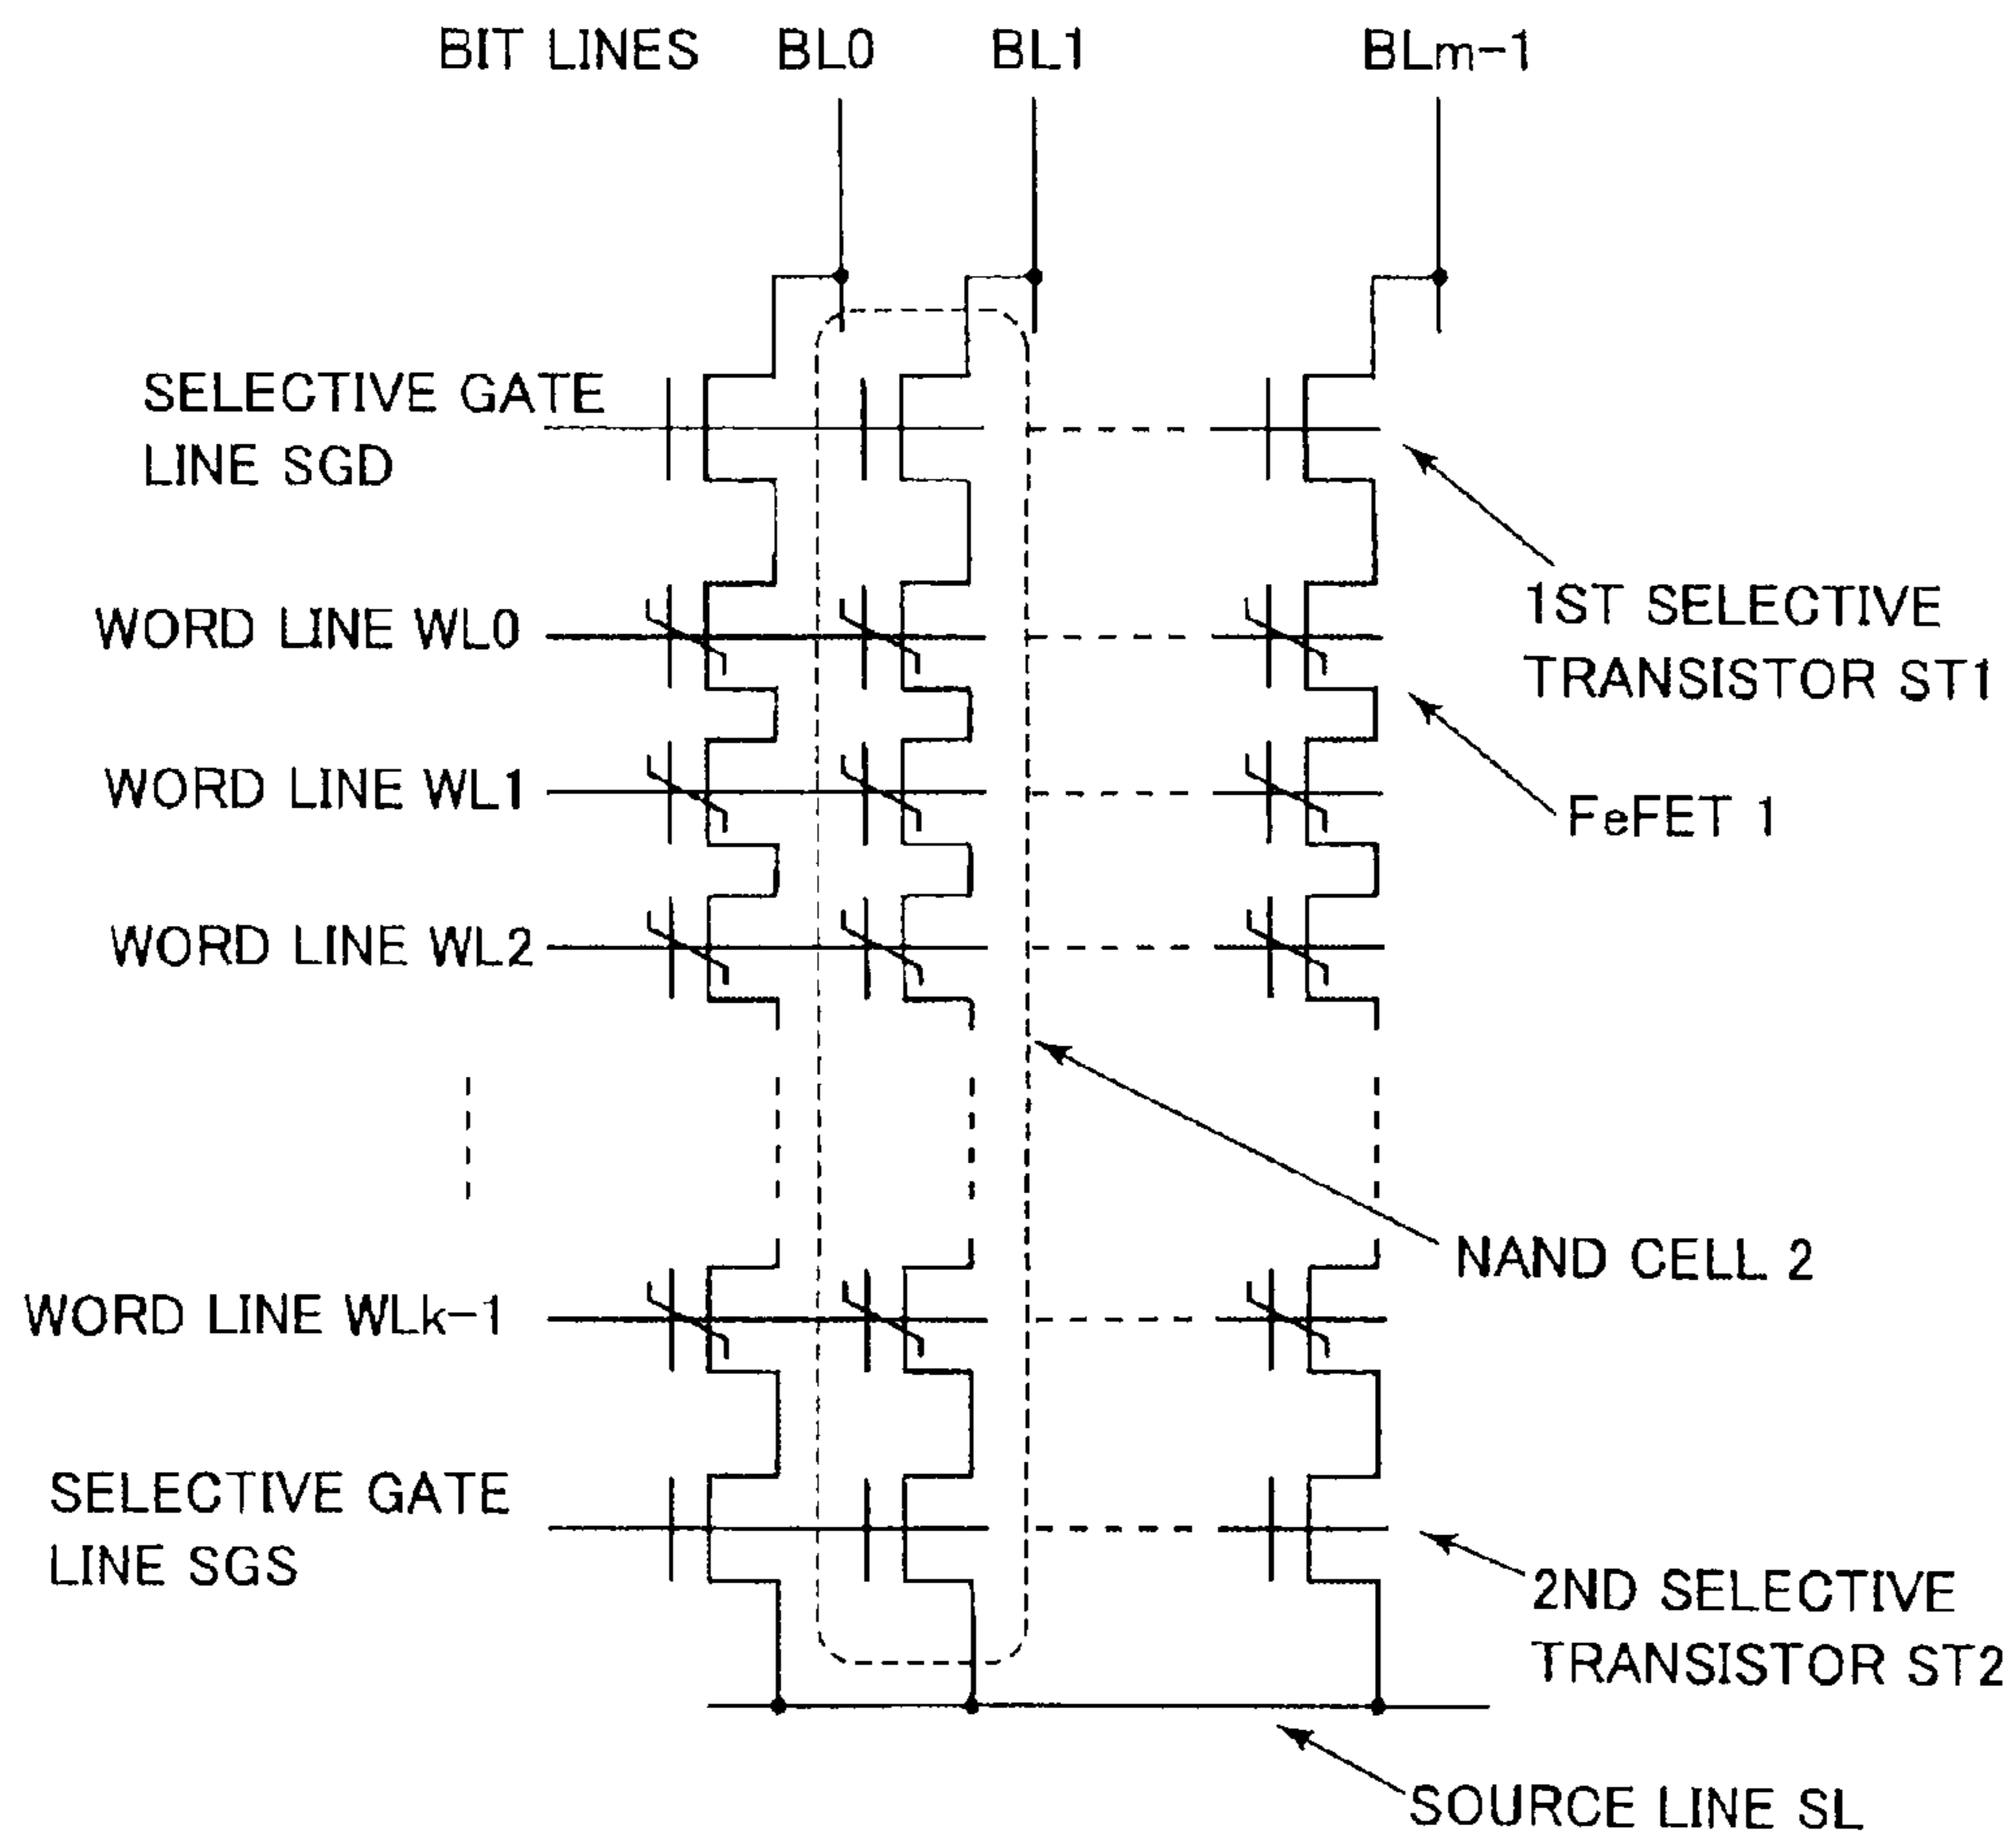 BIT LINES BL0 BL1 BLm-1
SELECTIVE GATE
LINE SGD
1ST SELECTIVE
TRANSISTOR ST1
WORD LINE WL0
WORD LINE WL1
FeFET 1
WORD LINE WL2
NAND CELL 2
WORD LINE WLk-1
SELECTIVE GATE
LINE SGS
2ND SELECTIVE
TRANSISTOR ST2
SOURCE LINE SL